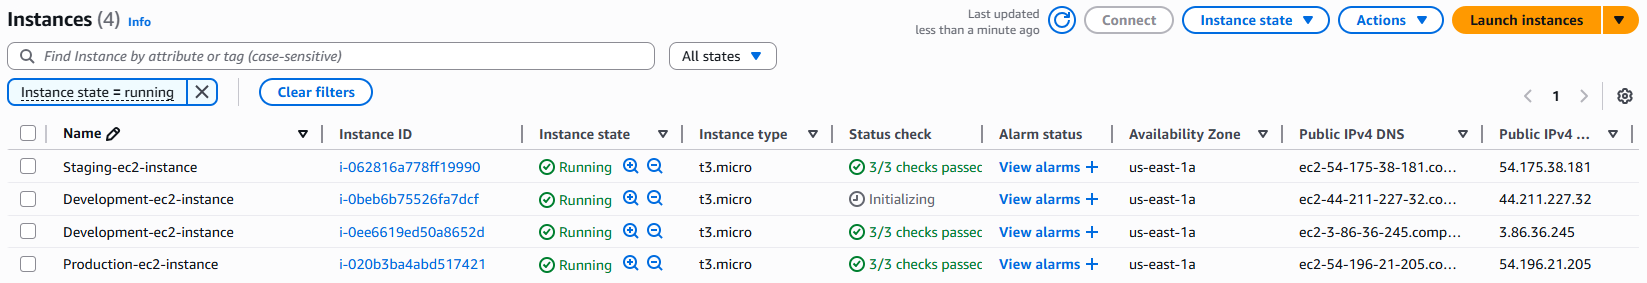 Instances (4) Info
Last updated less than a minute ago
Connect
Instance state
Actions
Launch instances
Find Instance by attribute or tag (case-sensitive)
All states
Instance state = running
Clear filters
1
Name Instance ID Instance state Instance type Status check Alarm status Availability Zone Public IPv4 DNS Public IPv4 ...
Staging-ec2-instance i-062816a778ff19990 Running t3.micro 3/3 checks passec View alarms + us-east-1a ec2-54-175-38-181.co... 54.175.38.181
Development-ec2-instance i-0beb6b75526fa7dcf Running t3.micro Initializing View alarms + us-east-1a ec2-44-211-227-32.co... 44.211.227.32
Development-ec2-instance i-0ee6619ed50a8652d Running t3.micro 3/3 checks passec View alarms + us-east-1a ec2-3-86-36-245.comp... 3.86.36.245
Production-ec2-instance i-020b3ba4abd517421 Running t3.micro 3/3 checks passec View alarms + us-east-1a ec2-54-196-21-205.co... 54.196.21.205